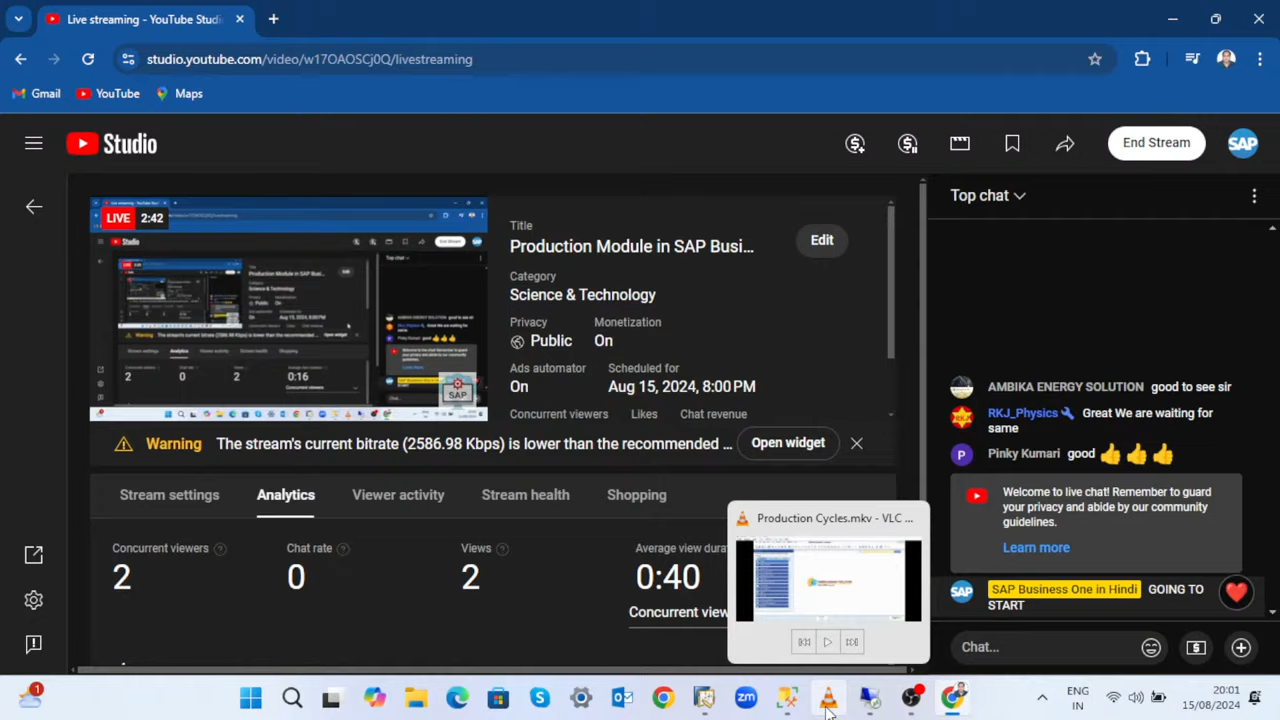 Live streaming - YouTube Studi
studio.youtube.com/video/w17OAOSCj0Q/livestreaming
Gmail YouTube Maps
Studio
End Stream
SAP
LIVE 2:42
SAP
Title
Production Module in SAP Busi...
Edit
Category
Science & Technology
Privacy Monetization
Public On
Ads automator Scheduled for
On Aug 15, 2024, 8:00 PM
Concurrent viewers Likes Chat revenue
Warning The stream's current bitrate (2586.98 Kbps) is lower than the recommended ...
Open widget
Stream settings Analytics Viewer activity Stream health Shopping
Concurrent viewers Chat rate Views Average view dura
2 0 2 0:40
Concurrent view
Production Cycles.mkv - VLC ...
Top chat
AMBIKA ENERGY SOLUTION good to see sir
RKJ_Physics Great We are waiting for
same
P Pinky Kumari good 👍👍👍
Welcome to live chat! Remember to guard
your privacy and abide by our community
guidelines.
Learn more
SAP SAP Business One in Hindi GOING TO
START
Chat...
1
zm
ENG
IN
20:01
15/08/2024